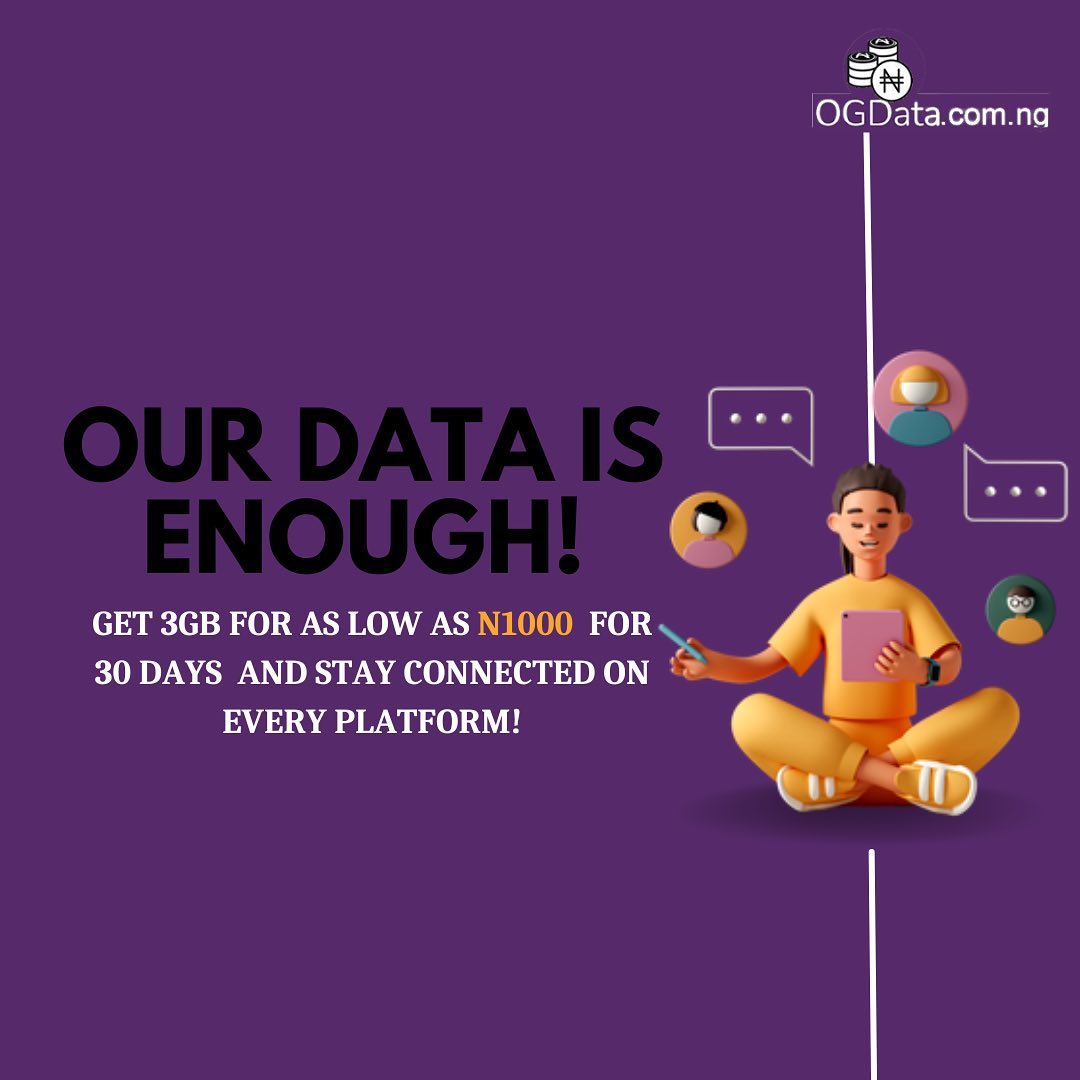 OGData.com.ng
OUR DATA IS
ENOUGH!
GET 3GB FOR AS LOW AS N1000 FOR
30 DAYS AND STAY CONNECTED ON
EVERY PLATFORM!